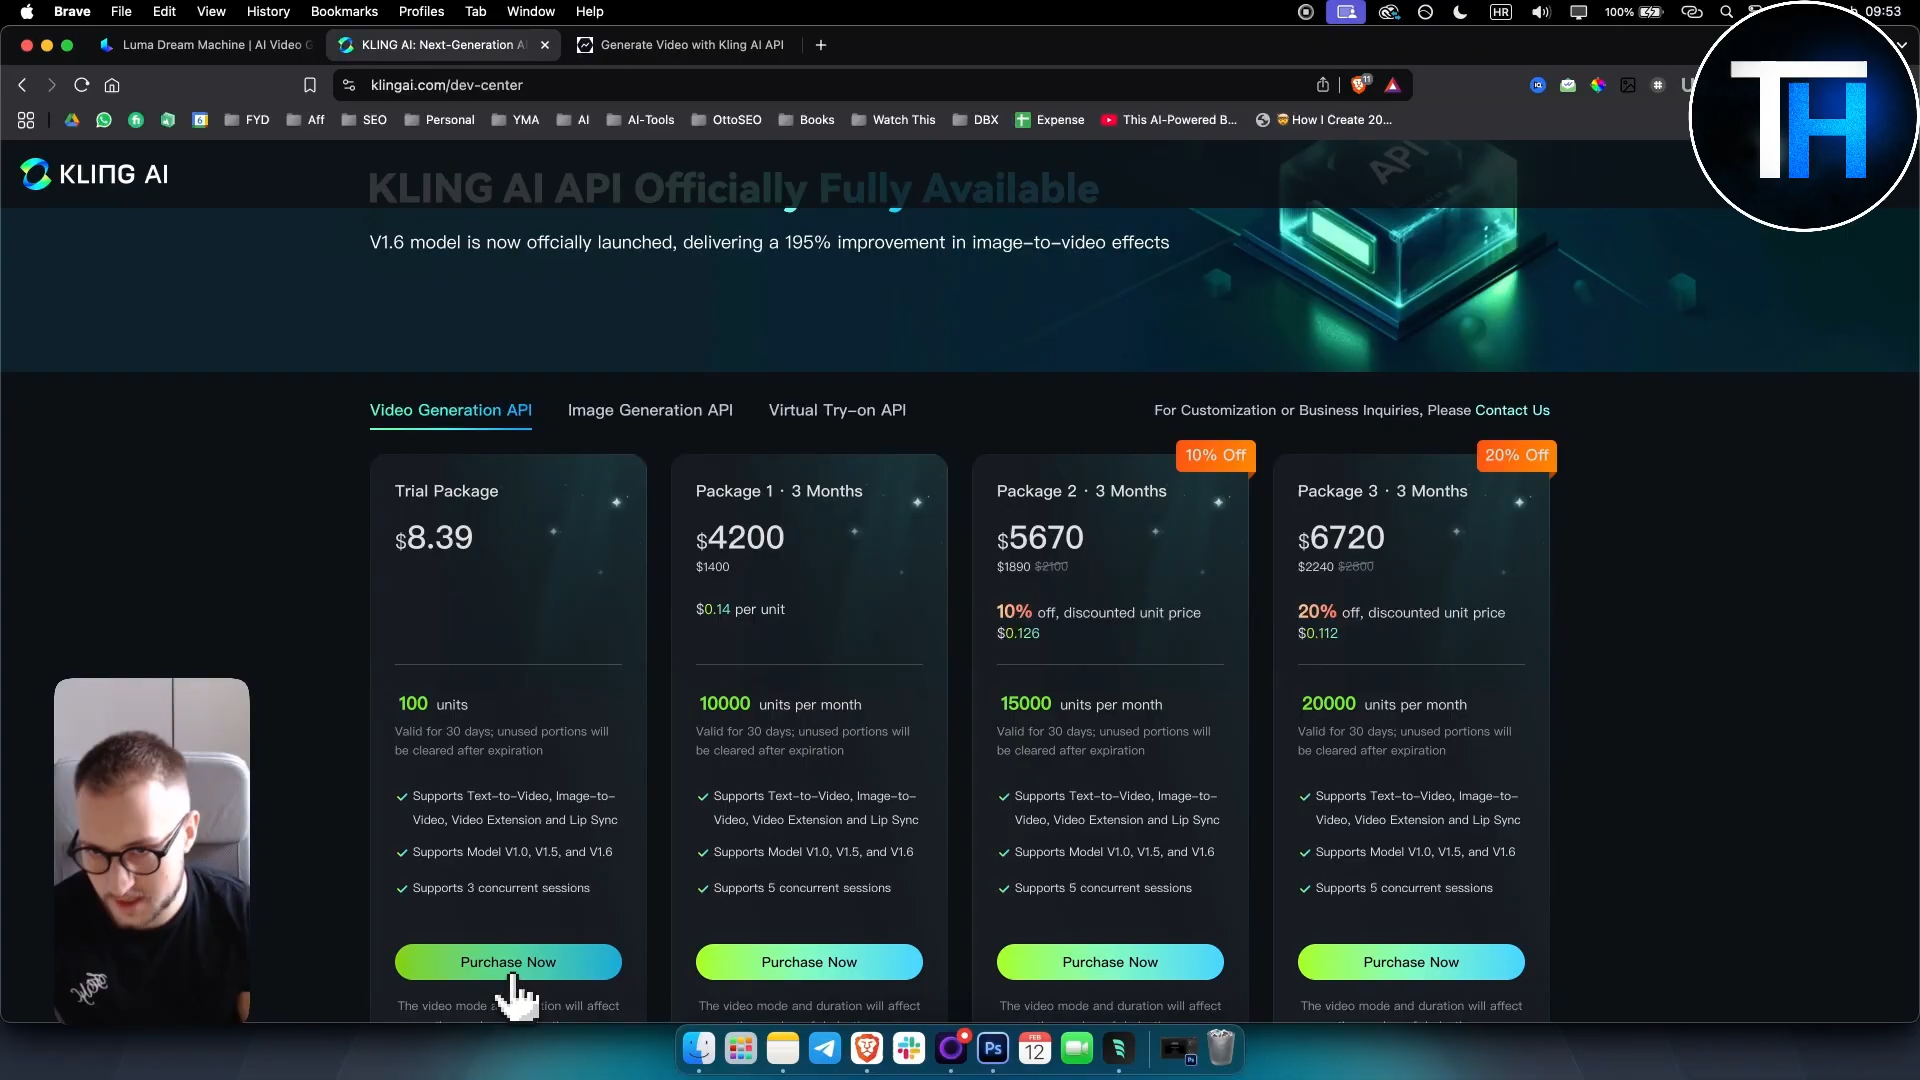 Brave File Edit View History Bookmarks Profiles Tab Window Help HR 100% 09:53
Luma Dream Machine | AI Video G KLING AI: Next-Generation AI Generate Video with Kling AI API
klingai.com/dev-center 11
6 FYD Aff SEO Personal YMA AI AI-Tools OttoSEO Books Watch This DBX Expense This AI-Powered B... How I Create 20...
TH
KLING AI
API
KLING AI API Officially Fully Available
V1.6 model is now offcially launched, delivering a 195% improvement in image-to-video effects
Video Generation API Image Generation API Virtual Try-on API For Customization or Business Inquiries, Please Contact Us
Trial Package
$8.39
100 units
Valid for 30 days; unused portions will
be cleared after expiration
Supports Text-to-Video, Image-to-
Video, Video Extension and Lip Sync
Supports Model V1.0, V1.5, and V1.6
Supports 3 concurrent sessions
Purchase Now
The video mode a tion will affect
Package 1 · 3 Months
$4200
$1400
$0.14 per unit
10000 units per month
Valid for 30 days; unused portions will
be cleared after expiration
Supports Text-to-Video, Image-to-
Video, Video Extension and Lip Sync
Supports Model V1.0, V1.5, and V1.6
Supports 5 concurrent sessions
Purchase Now
The video mode and duration will affect
10% Off
Package 2 · 3 Months
$5670
$1890 $2100
10% off, discounted unit price
$0.126
15000 units per month
Valid for 30 days; unused portions will
be cleared after expiration
Supports Text-to-Video, Image-to-
Video, Video Extension and Lip Sync
Supports Model V1.0, V1.5, and V1.6
Supports 5 concurrent sessions
Purchase Now
The video mode and duration will affect
20% Off
Package 3 · 3 Months
$6720
$2240 $2800
20% off, discounted unit price
$0.112
20000 units per month
Valid for 30 days; unused portions will
be cleared after expiration
Supports Text-to-Video, Image-to-
Video, Video Extension and Lip Sync
Supports Model V1.0, V1.5, and V1.6
Supports 5 concurrent sessions
Purchase Now
The video mode and duration will affect
Ps FEB 12